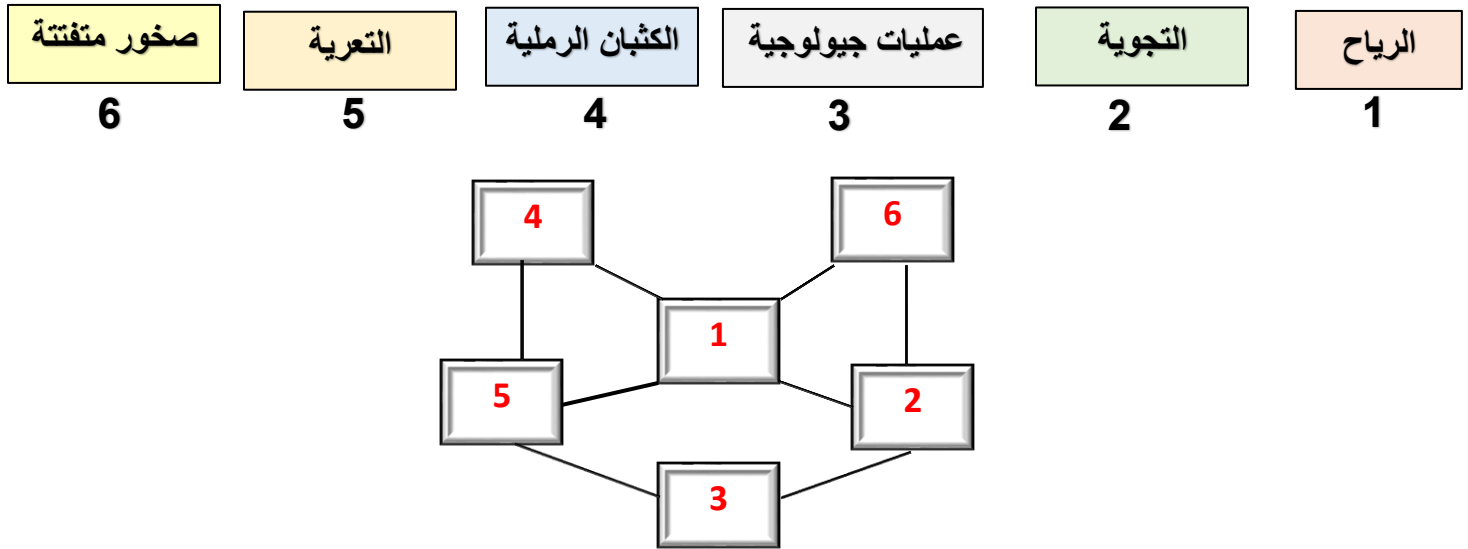 الرياح
التجوية
عمليات جيولوجية
الكثبان الرملية
التعرية
صخور متفتتة
1
2
3
4
5
6
4
6
1
5
2
3